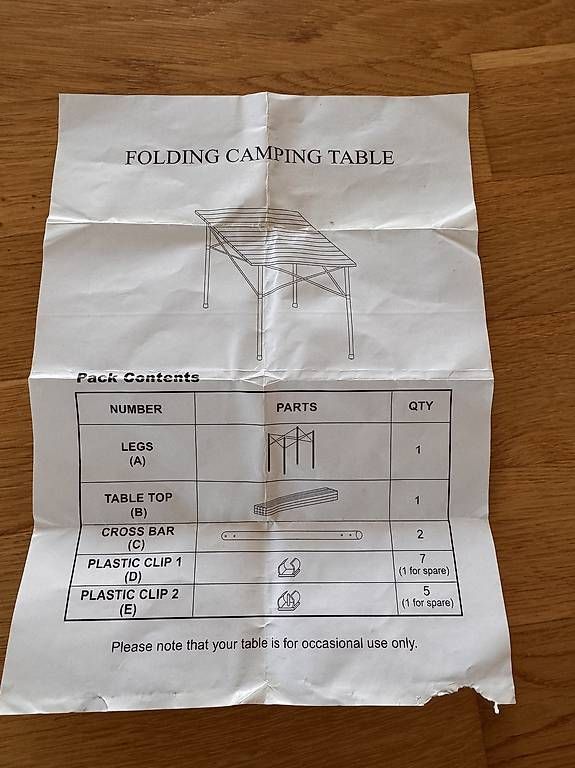 FOLDING CAMPING TABLE
Pack Contents
NUMBER PARTS QTY
LEGS
(A) 1
TABLE TOP
(B) 1
CROSS BAR
(C) 2
PLASTIC CLIP 1 7
(D) (1 for spare)
PLASTIC CLIP 2 5
(E) (1 for spare)
Please note that your table is for occasional use only.